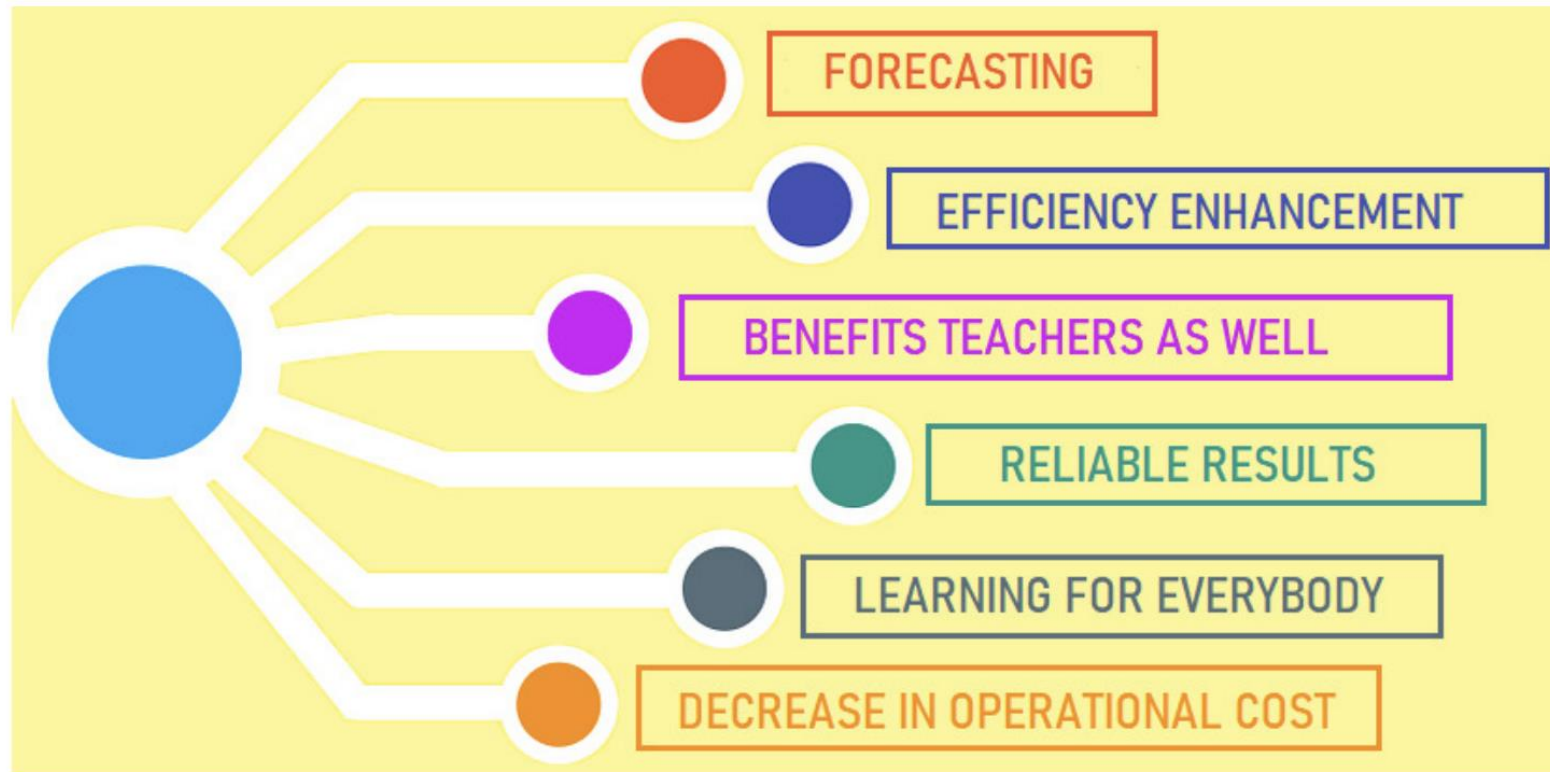 FORECASTING
EFFICIENCY ENHANCEMENT
BENEFITS TEACHERS AS WELL
RELIABLE RESULTS
LEARNING FOR EVERYBODY
DECREASE IN OPERATIONAL COST